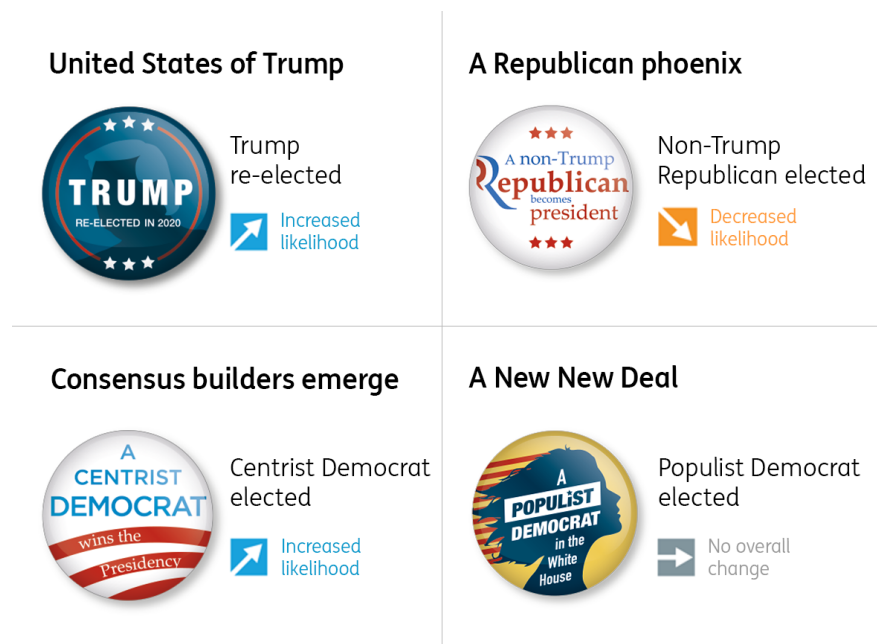 United States of Trump
TRUMP
RE-ELECTED IN 2020
Trump
re-elected
Increased
likelihood
A Republican phoenix
A non-Trump
Republican
becomes
president
Non-Trump
Republican elected
Decreased
likelihood
Consensus builders emerge
A
CENTRIST
DEMOCRAT
wins the
Presidency
Centrist Democrat
elected
Increased
likelihood
A New New Deal
A
POPULiST
DEMOCRAT
in the
White
House
Populist Democrat
elected
No overall
change